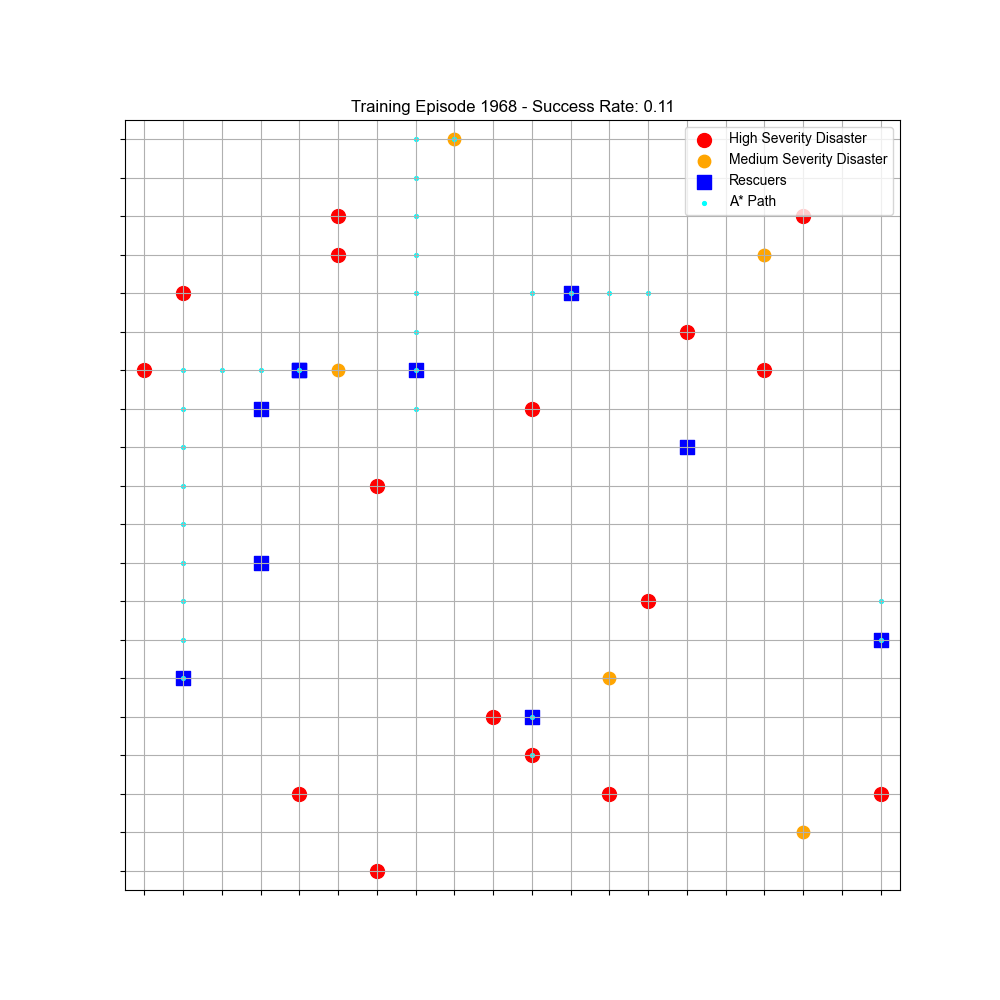 Training Episode 1968 - Success Rate: 0.11
High Severity Disaster
Medium Severity Disaster
Rescuers
A* Path